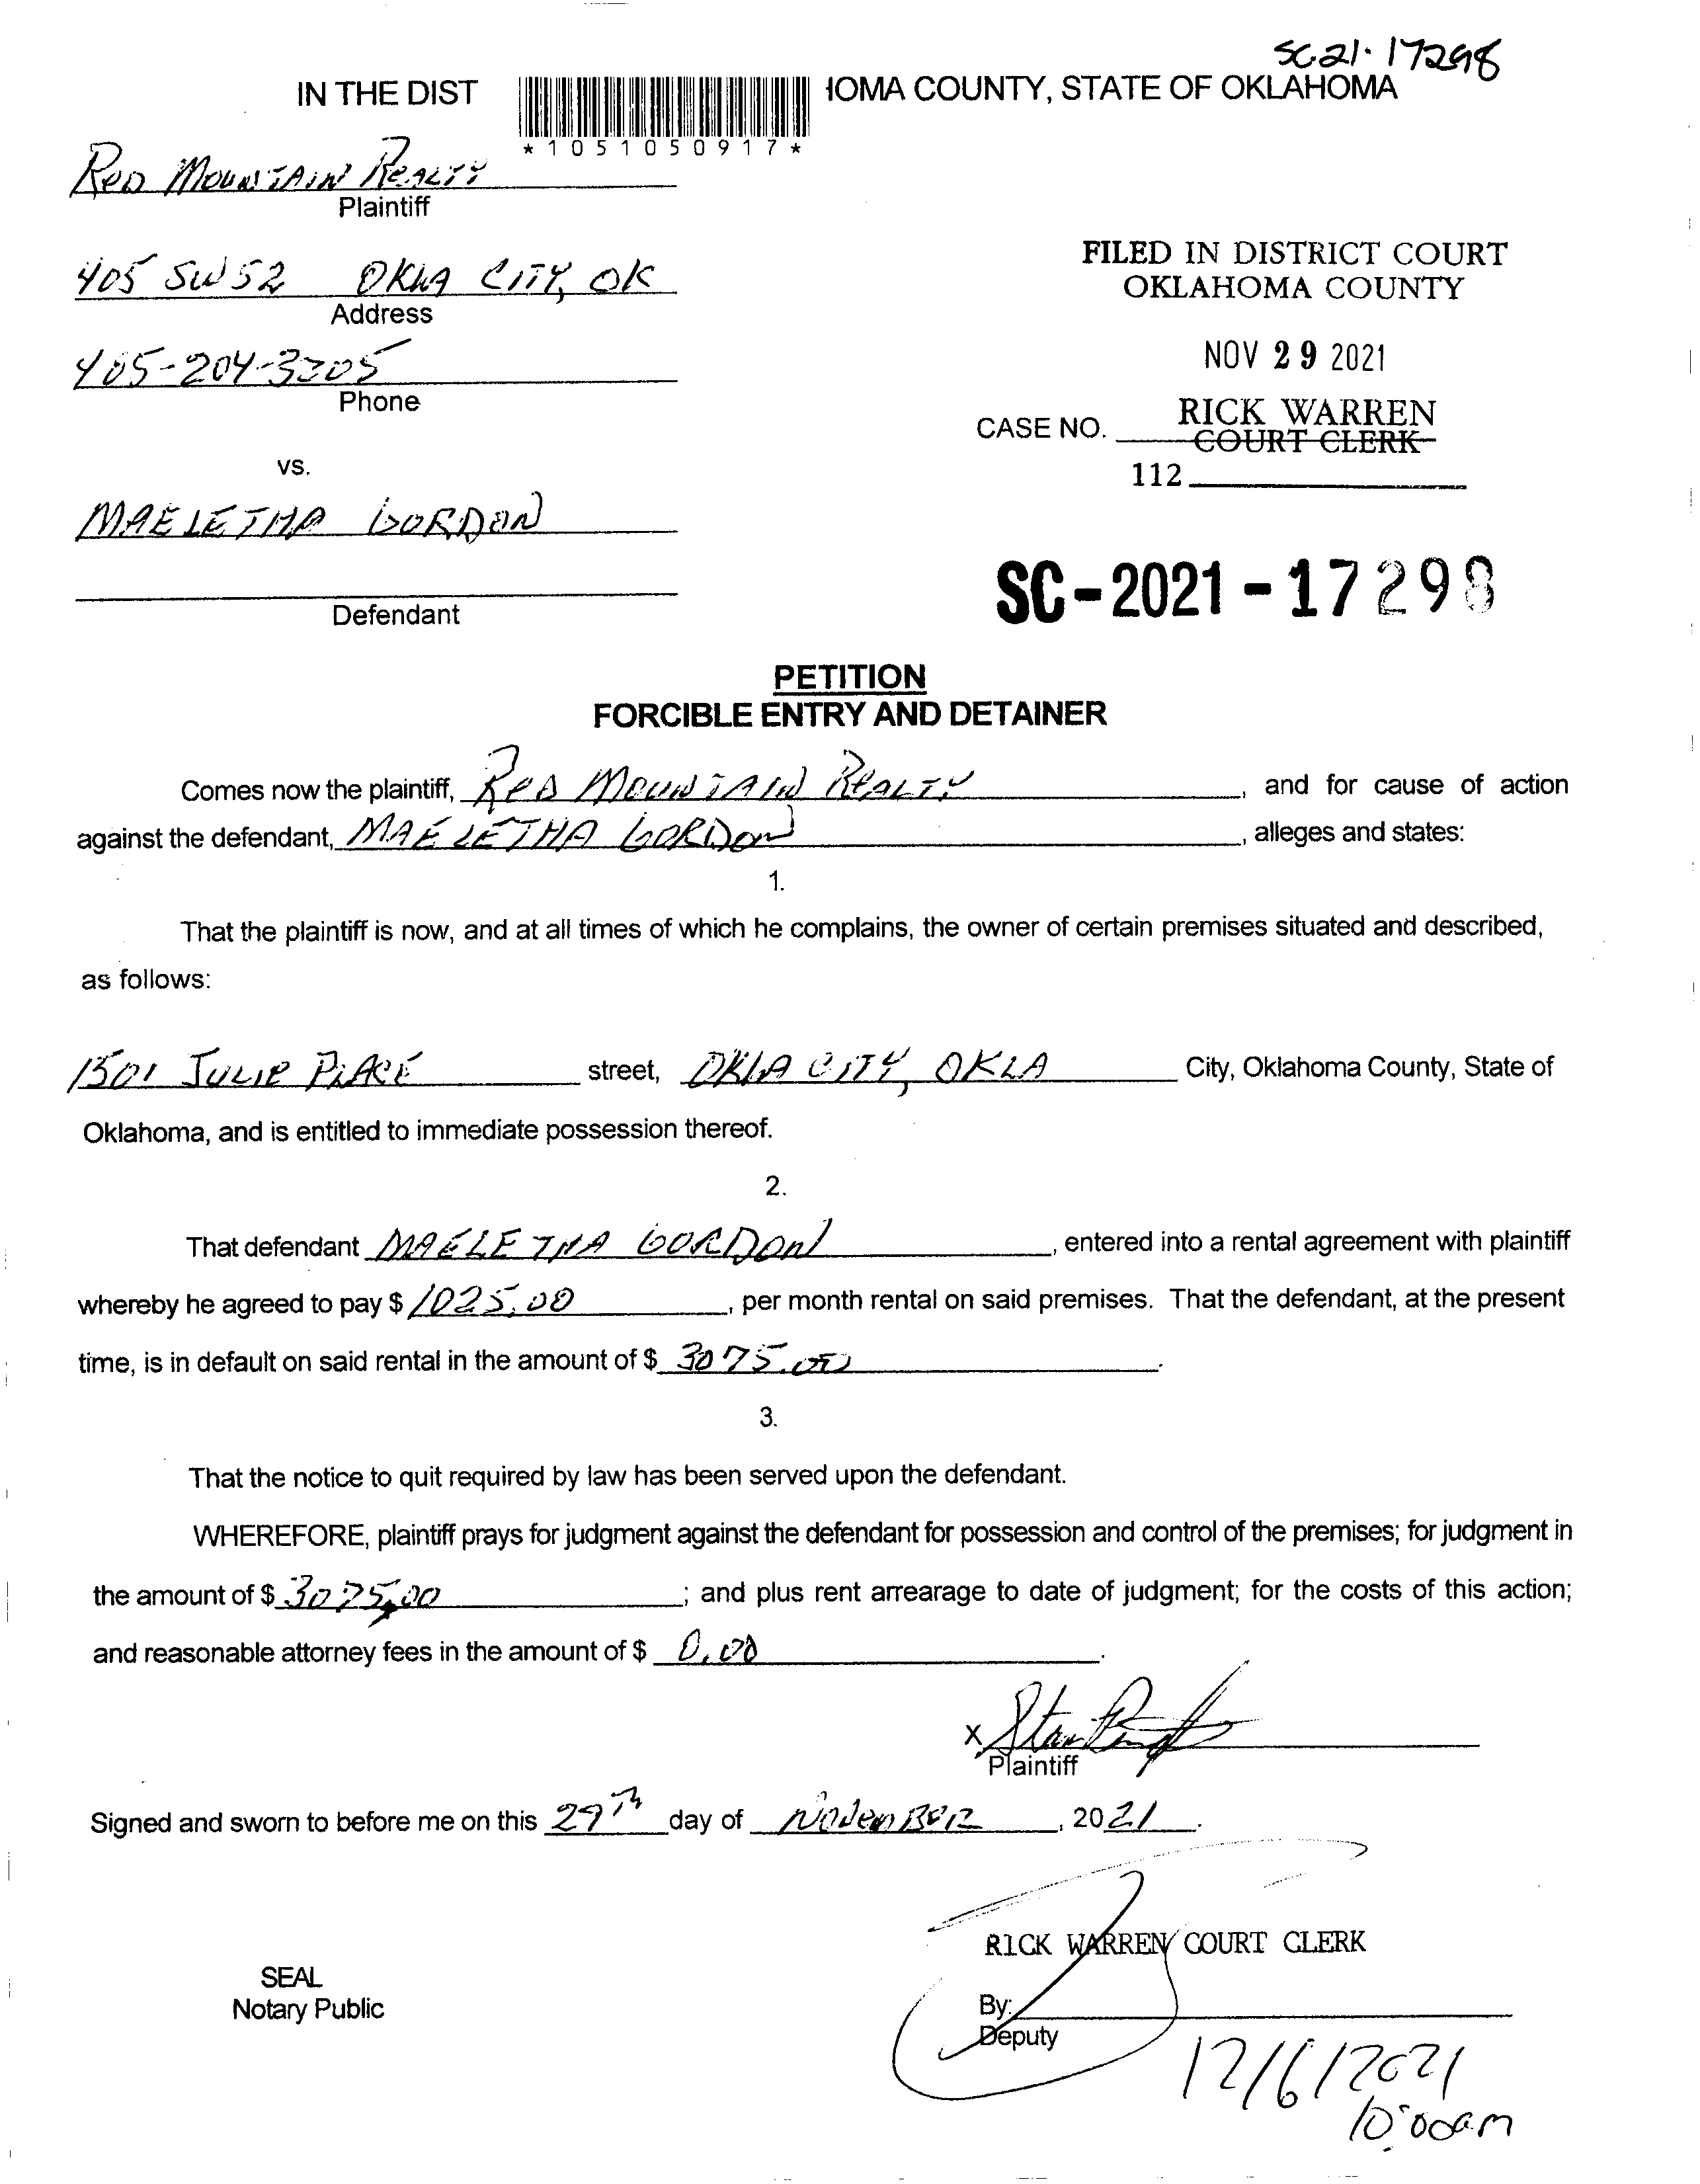 SC-21-17298
IN THE DIST IOMA COUNTY, STATE OF OKLAHOMA
*1051050917*
RED MOUNTAIN REALTY
Plaintiff
405 SW 52 OKLA CITY, OK
Address
FILED IN DISTRICT COURT
OKLAHOMA COUNTY
NOV 29 2021
405-204-3205
Phone
RICK WARREN
CASE NO. COURT CLERK
112
vs.
MAELETHA GORDON
Defendant
SC-2021-17298
PETITION
FORCIBLE ENTRY AND DETAINER
Comes now the plaintiff, RED MOUNTAIN REALTY, and for cause of action
against the defendant, MAELETHA GORDON, alleges and states:
1.
That the plaintiff is now, and at all times of which he complains, the owner of certain premises situated and described,
as follows:
1501 JULIE PLACE street, OKLA CITY, OKLA City, Oklahoma County, State of
Oklahoma, and is entitled to immediate possession thereof.
2.
That defendant MAELETHA GORDON, entered into a rental agreement with plaintiff
whereby he agreed to pay $ 1025.00, per month rental on said premises. That the defendant, at the present
time, is in default on said rental in the amount of $ 3075.00.
3.
That the notice to quit required by law has been served upon the defendant.
WHEREFORE, plaintiff prays for judgment against the defendant for possession and control of the premises; for judgment in
the amount of $ 3075.00; and plus rent arrearage to date of judgment; for the costs of this action;
and reasonable attorney fees in the amount of $ 0.00.
X
Plaintiff
Signed and sworn to before me on this 29TH day of NOVEMBER, 2021.
RICK WARREN COURT CLERK
SEAL
Notary Public
By:
Deputy
12/6/2021
10:00am